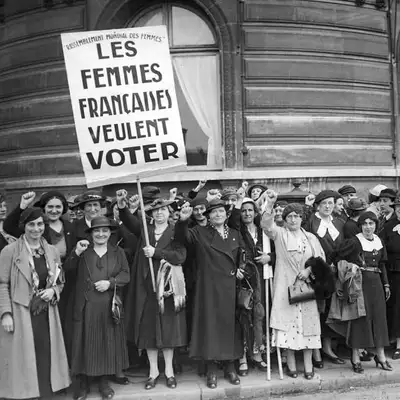 "RASSEMBLEMENT MONDIAL DES FEMMES"
LES
FEMMES
FRANÇAISES
VEULENT
VOTER